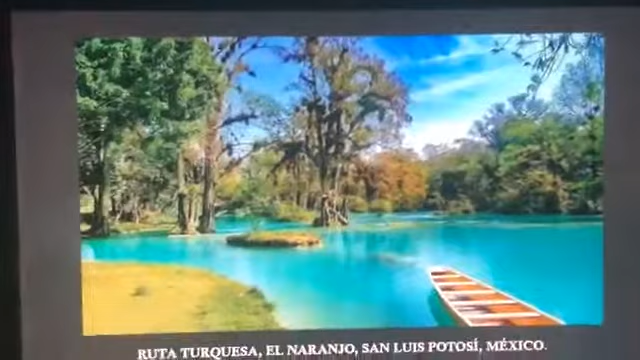 RUTA TURQUESA, EL NARANJO, SAN LUIS POTOSÍ, MÉXICO.